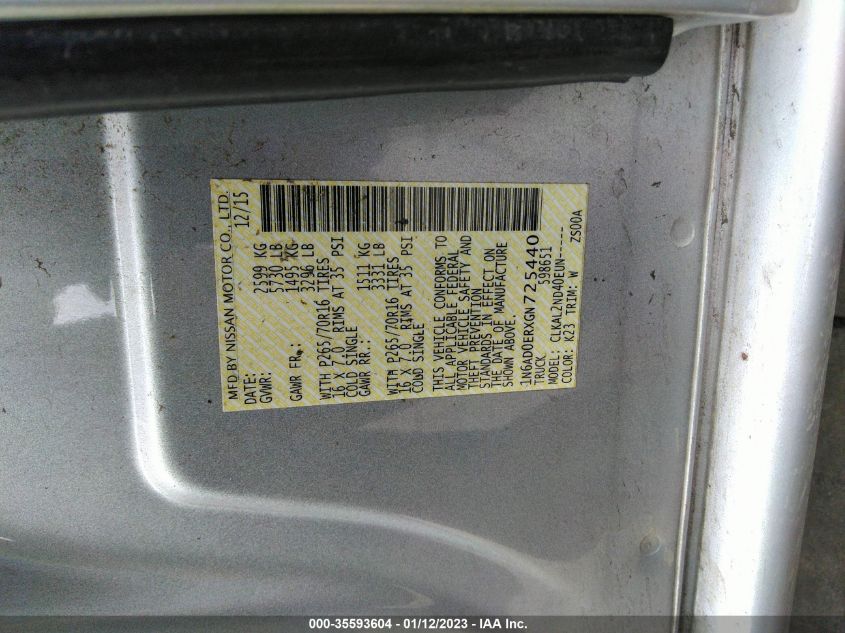 MFD BY NISSAN MOTOR CO., LTD.
DATE: 12/15
GVWR: 2599 KG
5730 LB
GAWR FR.: 1495 KG
3296 LB
WITH P265/70R16 TIRES
16 X 7.0 RIMS AT 35 PSI
COLD SINGLE
GAWR RR.: 1511 KG
3331 LB
WITH P265/70R16 TIRES
16 X 7.0 RIMS AT 35 PSI
COLD SINGLE
THIS VEHICLE CONFORMS TO
ALL APPLICABLE FEDERAL
MOTOR VEHICLE SAFETY AND
THEFT PREVENTION
STANDARDS IN EFFECT ON
THE DATE OF MANUFACTURE
SHOWN ABOVE.
1N6AD0ERXGN725440
TRUCK 598651
MODEL: CLKAL2ND40EUN-----
COLOR: K23 TRIM: W ZS00A
000-35593604 - 01/12/2023 - IAA Inc.